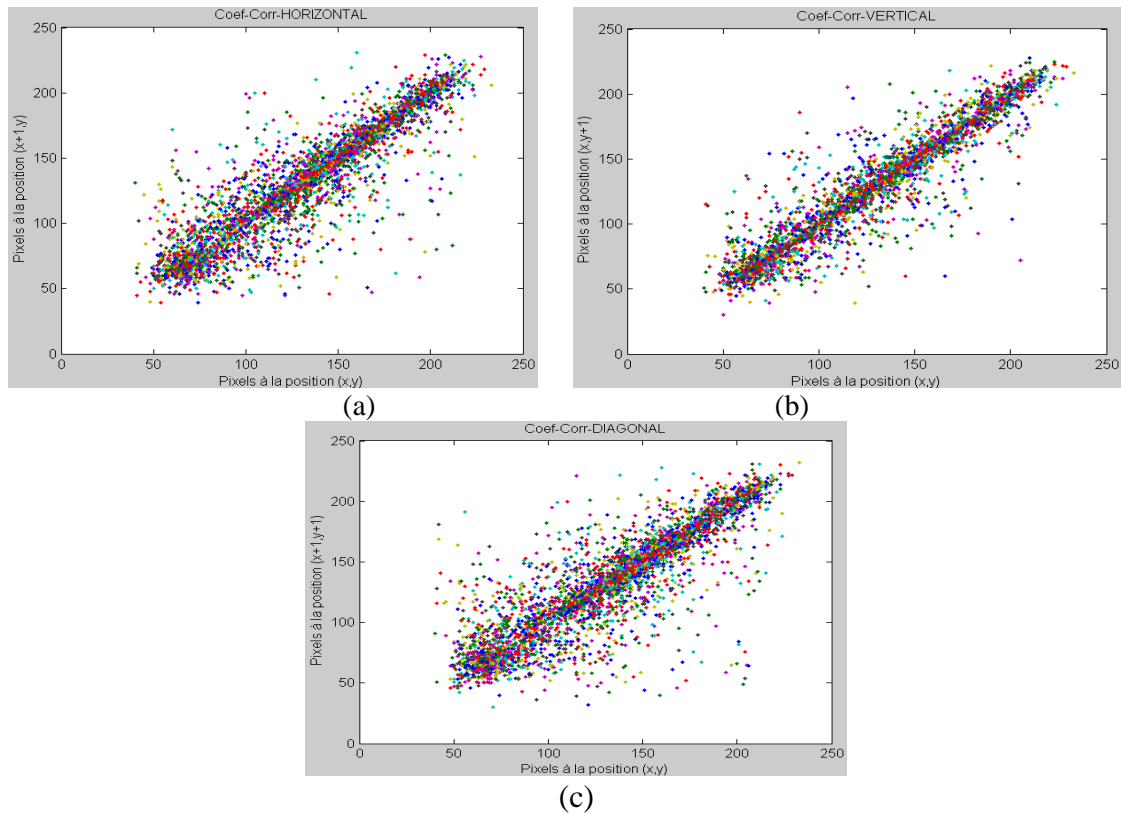 Coef-Corr-HORIZONTAL
250
200
150
100
50
0
Pixels à la position (x+1,y)
0 50 100 150 200 250
Pixels à la position (x,y)
(a)
Coef-Corr-VERTICAL
250
200
150
100
50
0
Pixels à la position (x,y+1)
0 50 100 150 200 250
Pixels à la position (x,y)
(b)
Coef-Corr-DIAGONAL
250
200
150
100
50
0
Pixels à la position (x+1,y+1)
0 50 100 150 200 250
Pixels à la position (x,y)
(c)